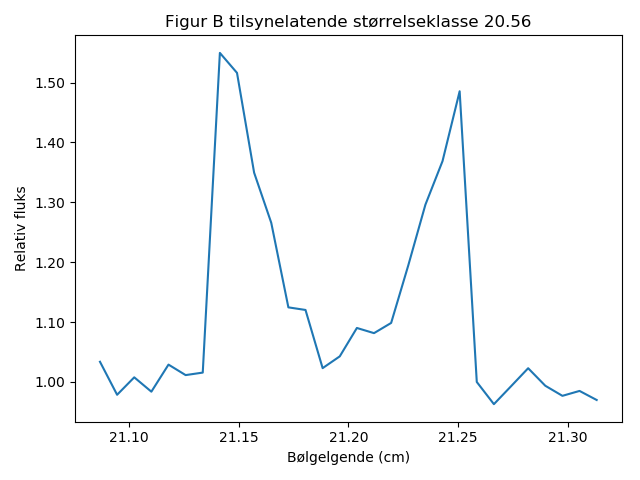 Figur B tilsynelatende størrelseklasse 20.56
Relativ fluks
1.50
1.40
1.30
1.20
1.10
1.00
21.10 21.15 21.20 21.25 21.30
Bølgelgende (cm)